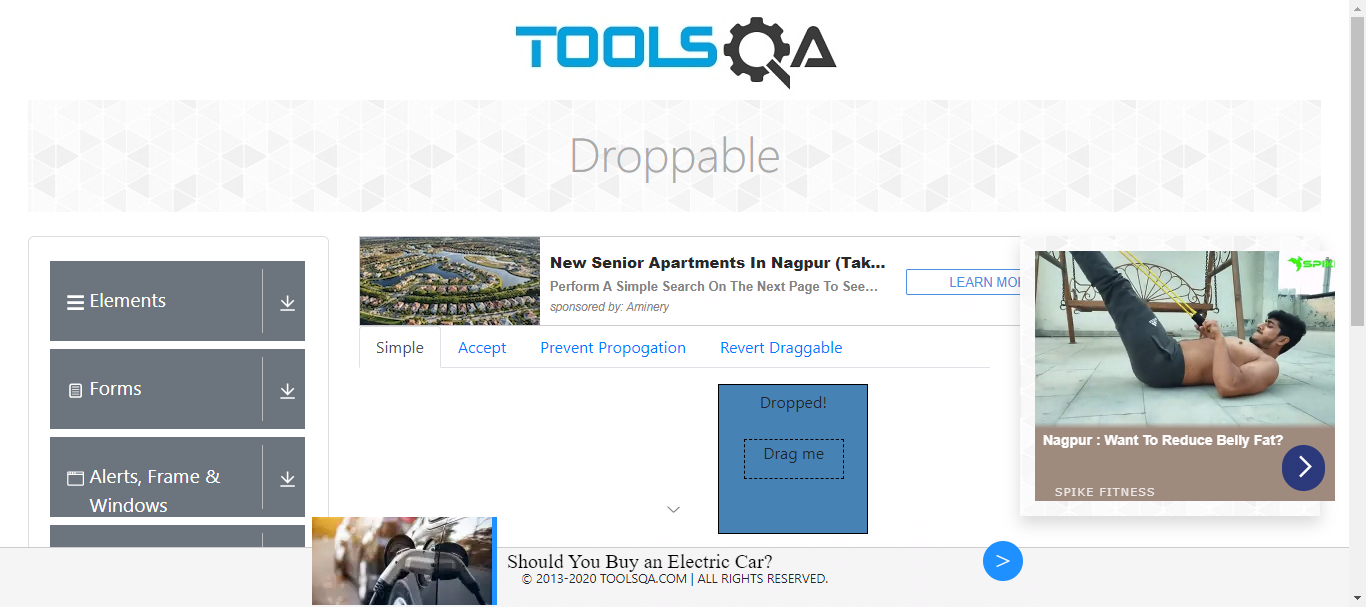 TOOLSQA
Droppable
Elements
Forms
Alerts, Frame &
Windows
New Senior Apartments In Nagpur (Tak...
Perform A Simple Search On The Next Page To See...
sponsored by: Aminery
LEARN MO
Simple
Accept
Prevent Propogation
Revert Draggable
Dropped!
Drag me
SPIK
Nagpur : Want To Reduce Belly Fat?
SPIKE FITNESS
Should You Buy an Electric Car?
© 2013-2020 TOOLSQA.COM | ALL RIGHTS RESERVED.
>